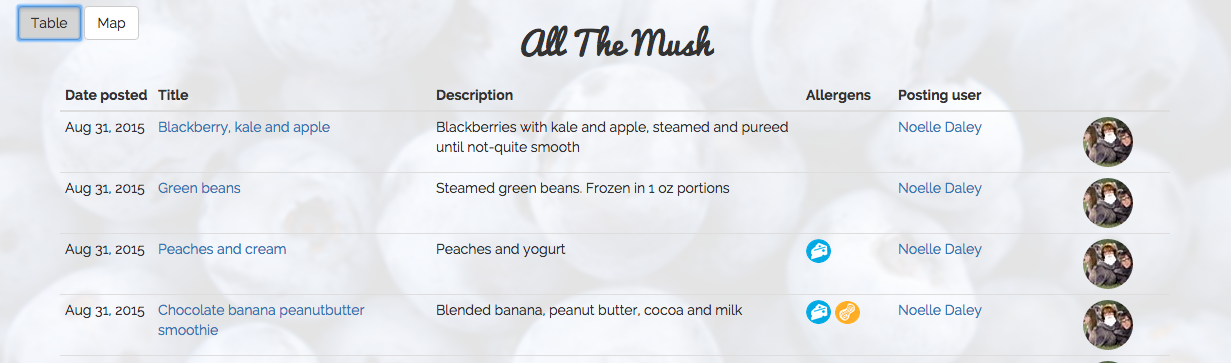 Table Map
All The Mush
Date posted Title Description Allergens Posting user
Aug 31, 2015 Blackberry, kale and apple Blackberries with kale and apple, steamed and pureed Noelle Daley
until not-quite smooth
Aug 31, 2015 Green beans Steamed green beans. Frozen in 1 oz portions Noelle Daley
Aug 31, 2015 Peaches and cream Peaches and yogurt Noelle Daley
Aug 31, 2015 Chocolate banana peanutbutter Blended banana, peanut butter, cocoa and milk Noelle Daley
smoothie